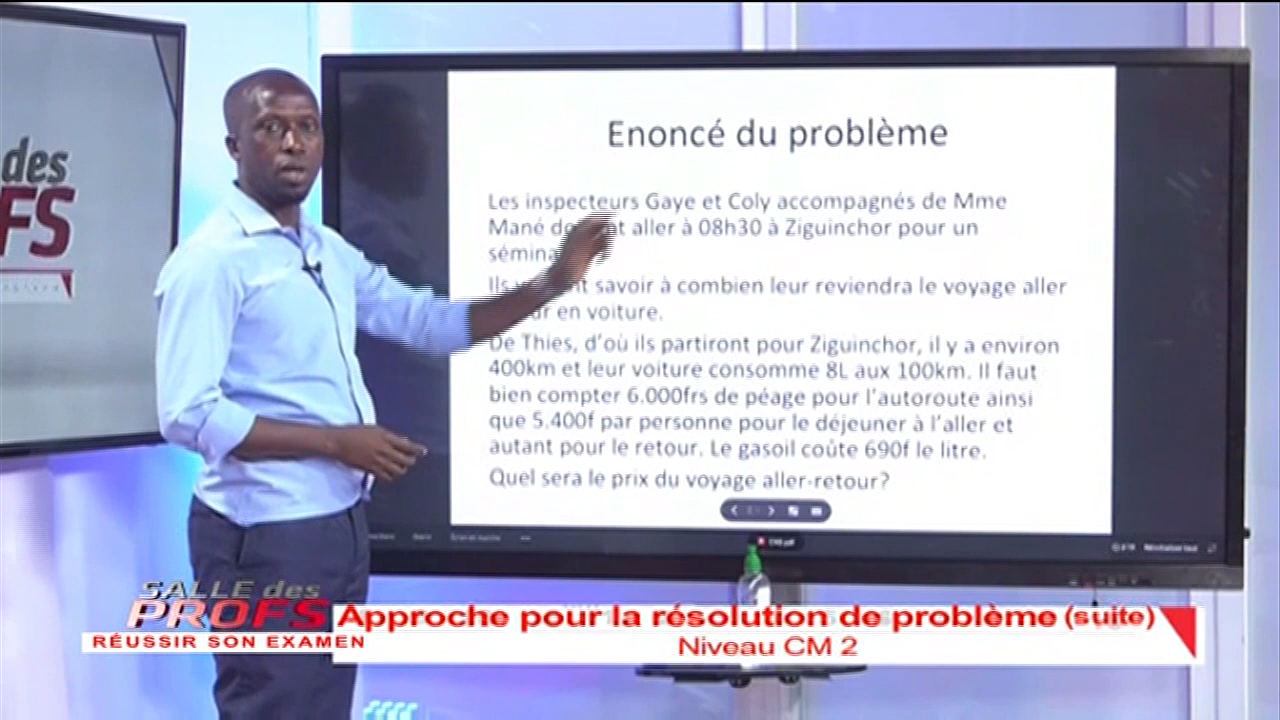 des
FS
Enoncé du problème
Les inspecteurs Gaye et Coly accompagnés de Mme
Mané aller à 08h30 à Ziguinchor pour un
Ils savoir à combien leur reviendra le voyage aller
en voiture.
De Thies, d'où ils partiront pour Ziguinchor, il y a environ
400km et leur voiture consomme 8L aux 100km. Il faut
bien compter 6.000frs de péage pour l'autoroute ainsi
que 5.400f par personne pour le déjeuner à l'aller et
autant pour le retour. Le gasoil coûte 690f le litre.
Quel sera le prix du voyage aller-retour?
SALLE des
PROFS
RÉUSSIR SON EXAMEN
Approche pour la résolution de problème (suite)
Niveau CM 2